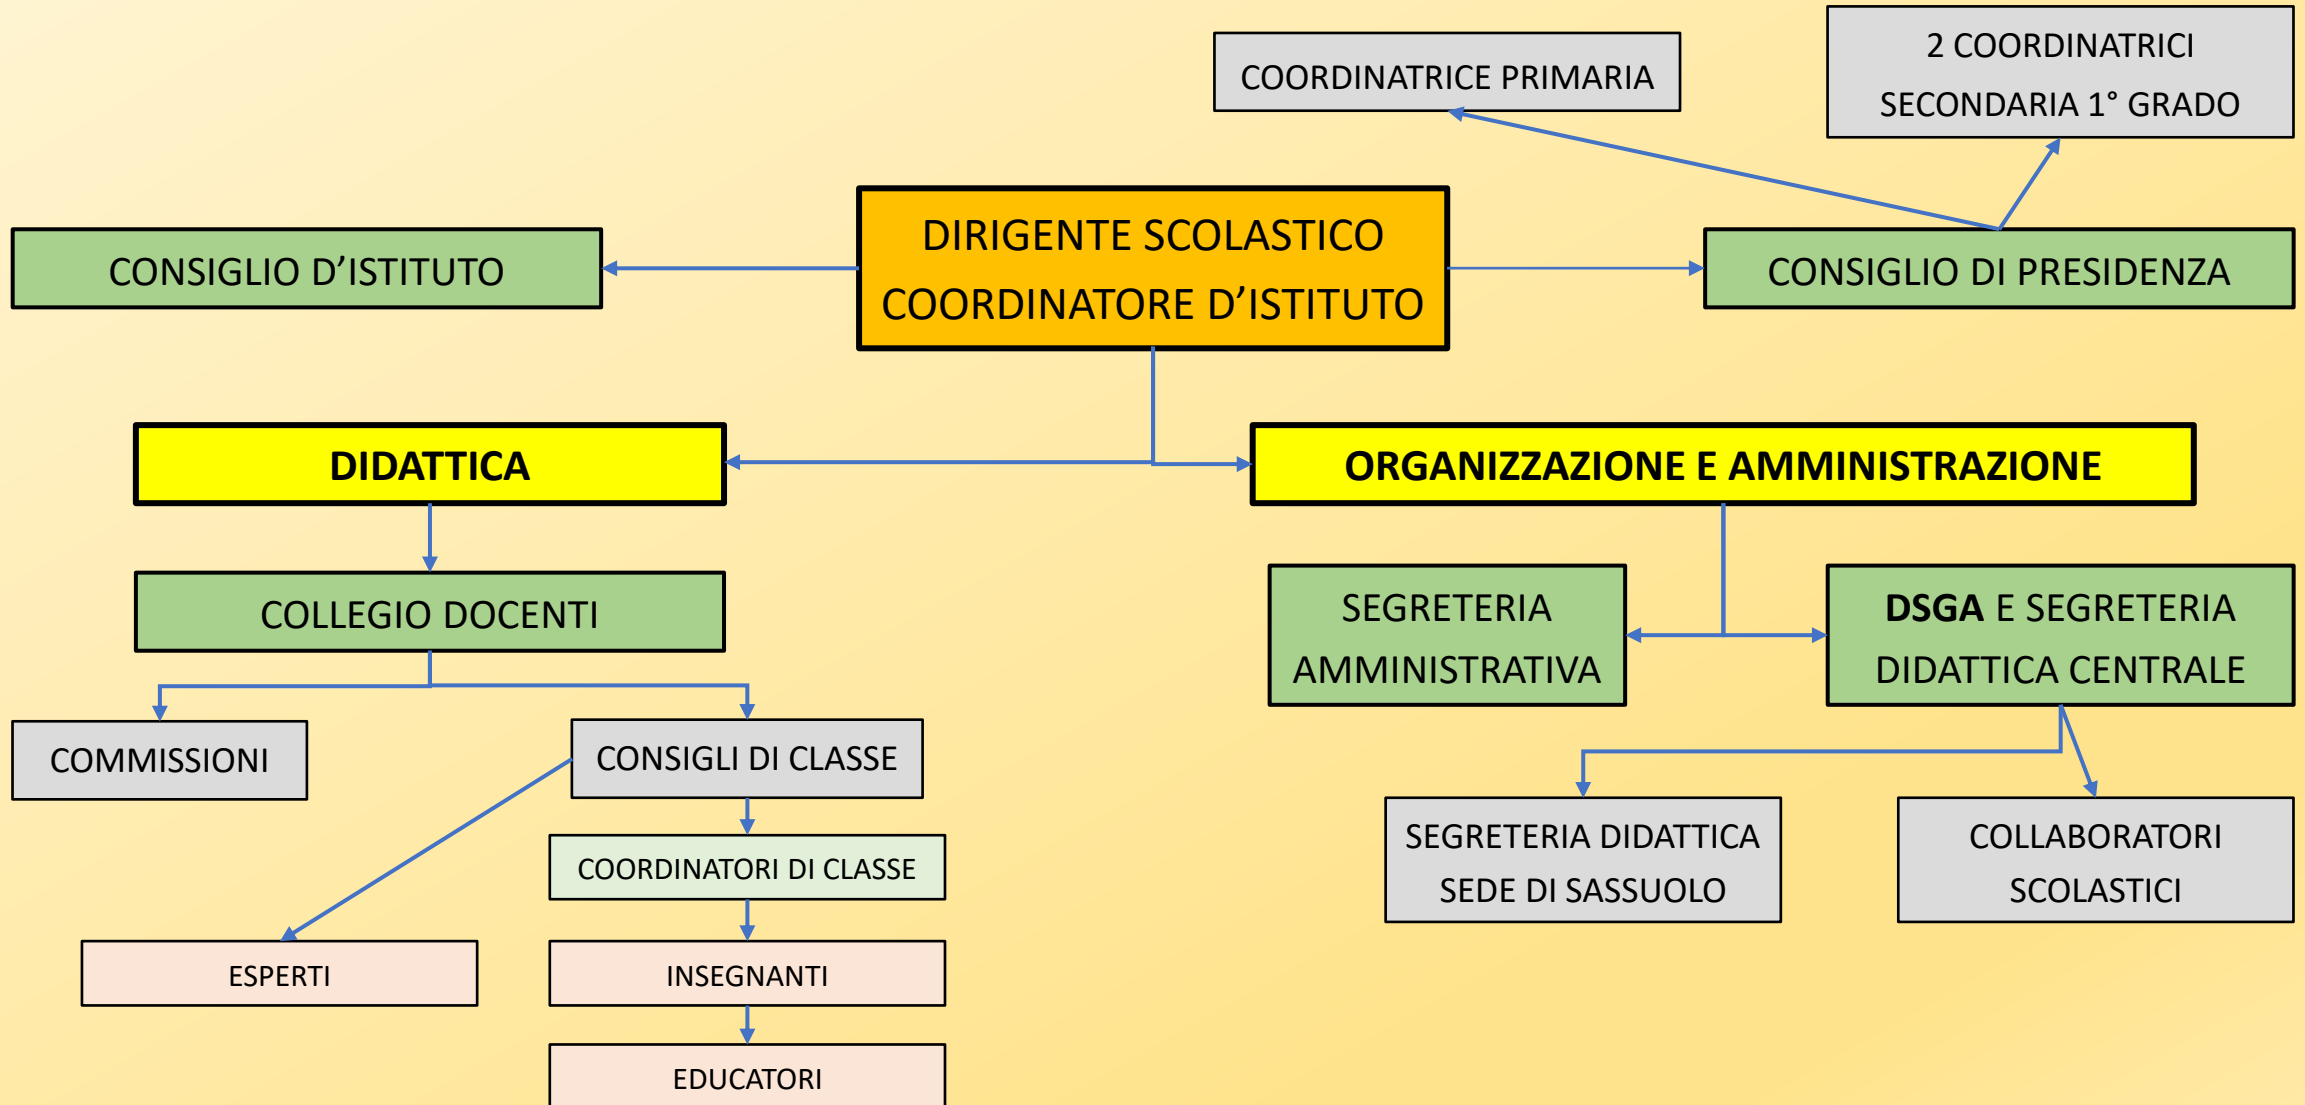 2 COORDINATRICI
SECONDARIA 1° GRADO
COORDINATRICE PRIMARIA
DIRIGENTE SCOLASTICO
COORDINATORE D’ISTITUTO
CONSIGLIO D’ISTITUTO
CONSIGLIO DI PRESIDENZA
DIDATTICA
ORGANIZZAZIONE E AMMINISTRAZIONE
COLLEGIO DOCENTI
SEGRETERIA
AMMINISTRATIVA
DSGA E SEGRETERIA
DIDATTICA CENTRALE
COMMISSIONI
CONSIGLI DI CLASSE
COORDINATORI DI CLASSE
SEGRETERIA DIDATTICA
SEDE DI SASSUOLO
COLLABORATORI
SCOLASTICI
ESPERTI
INSEGNANTI
EDUCATORI